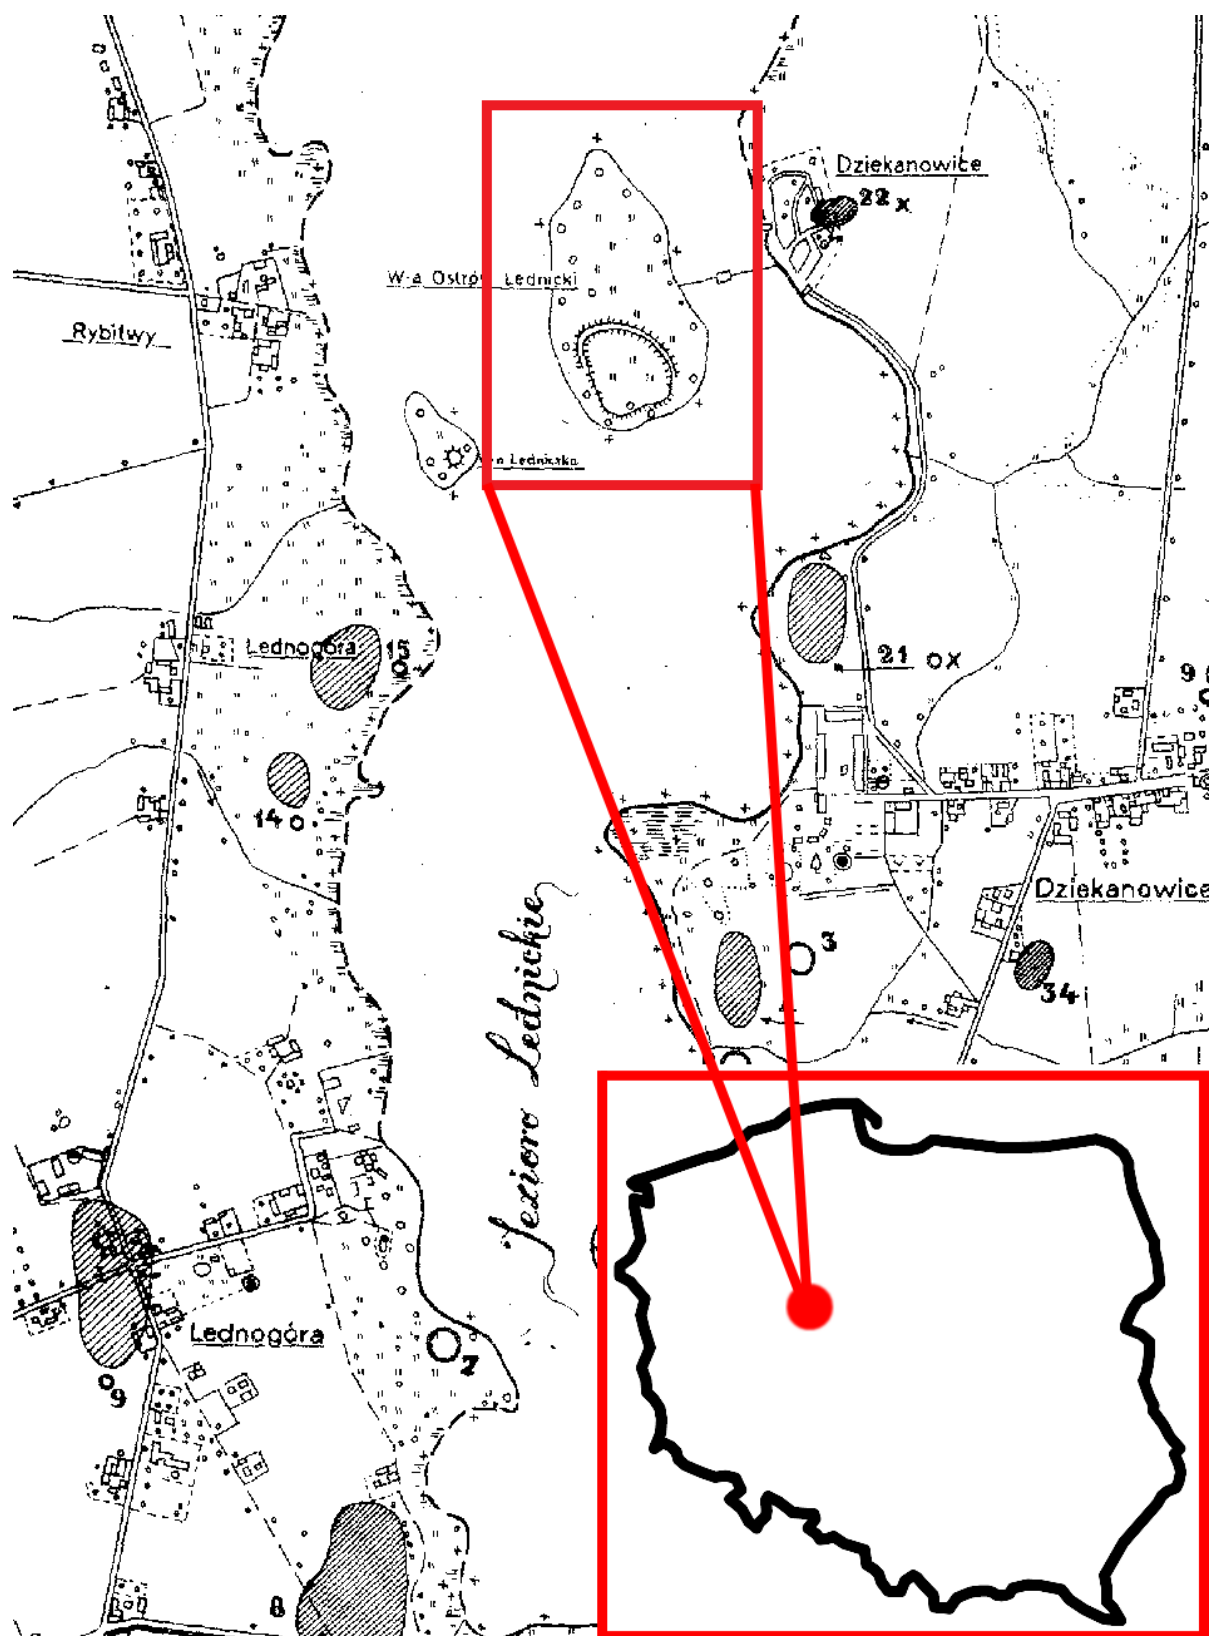 Dziekanowice
22 x
W-a Ostrów Lednicki
Rybitwy
W-a Ledniczka
Lednogóra
15
21 OX
9
14 o
Dziekanowice
3
34
Jezioro Lednickie
Lednogóra
7
9
8